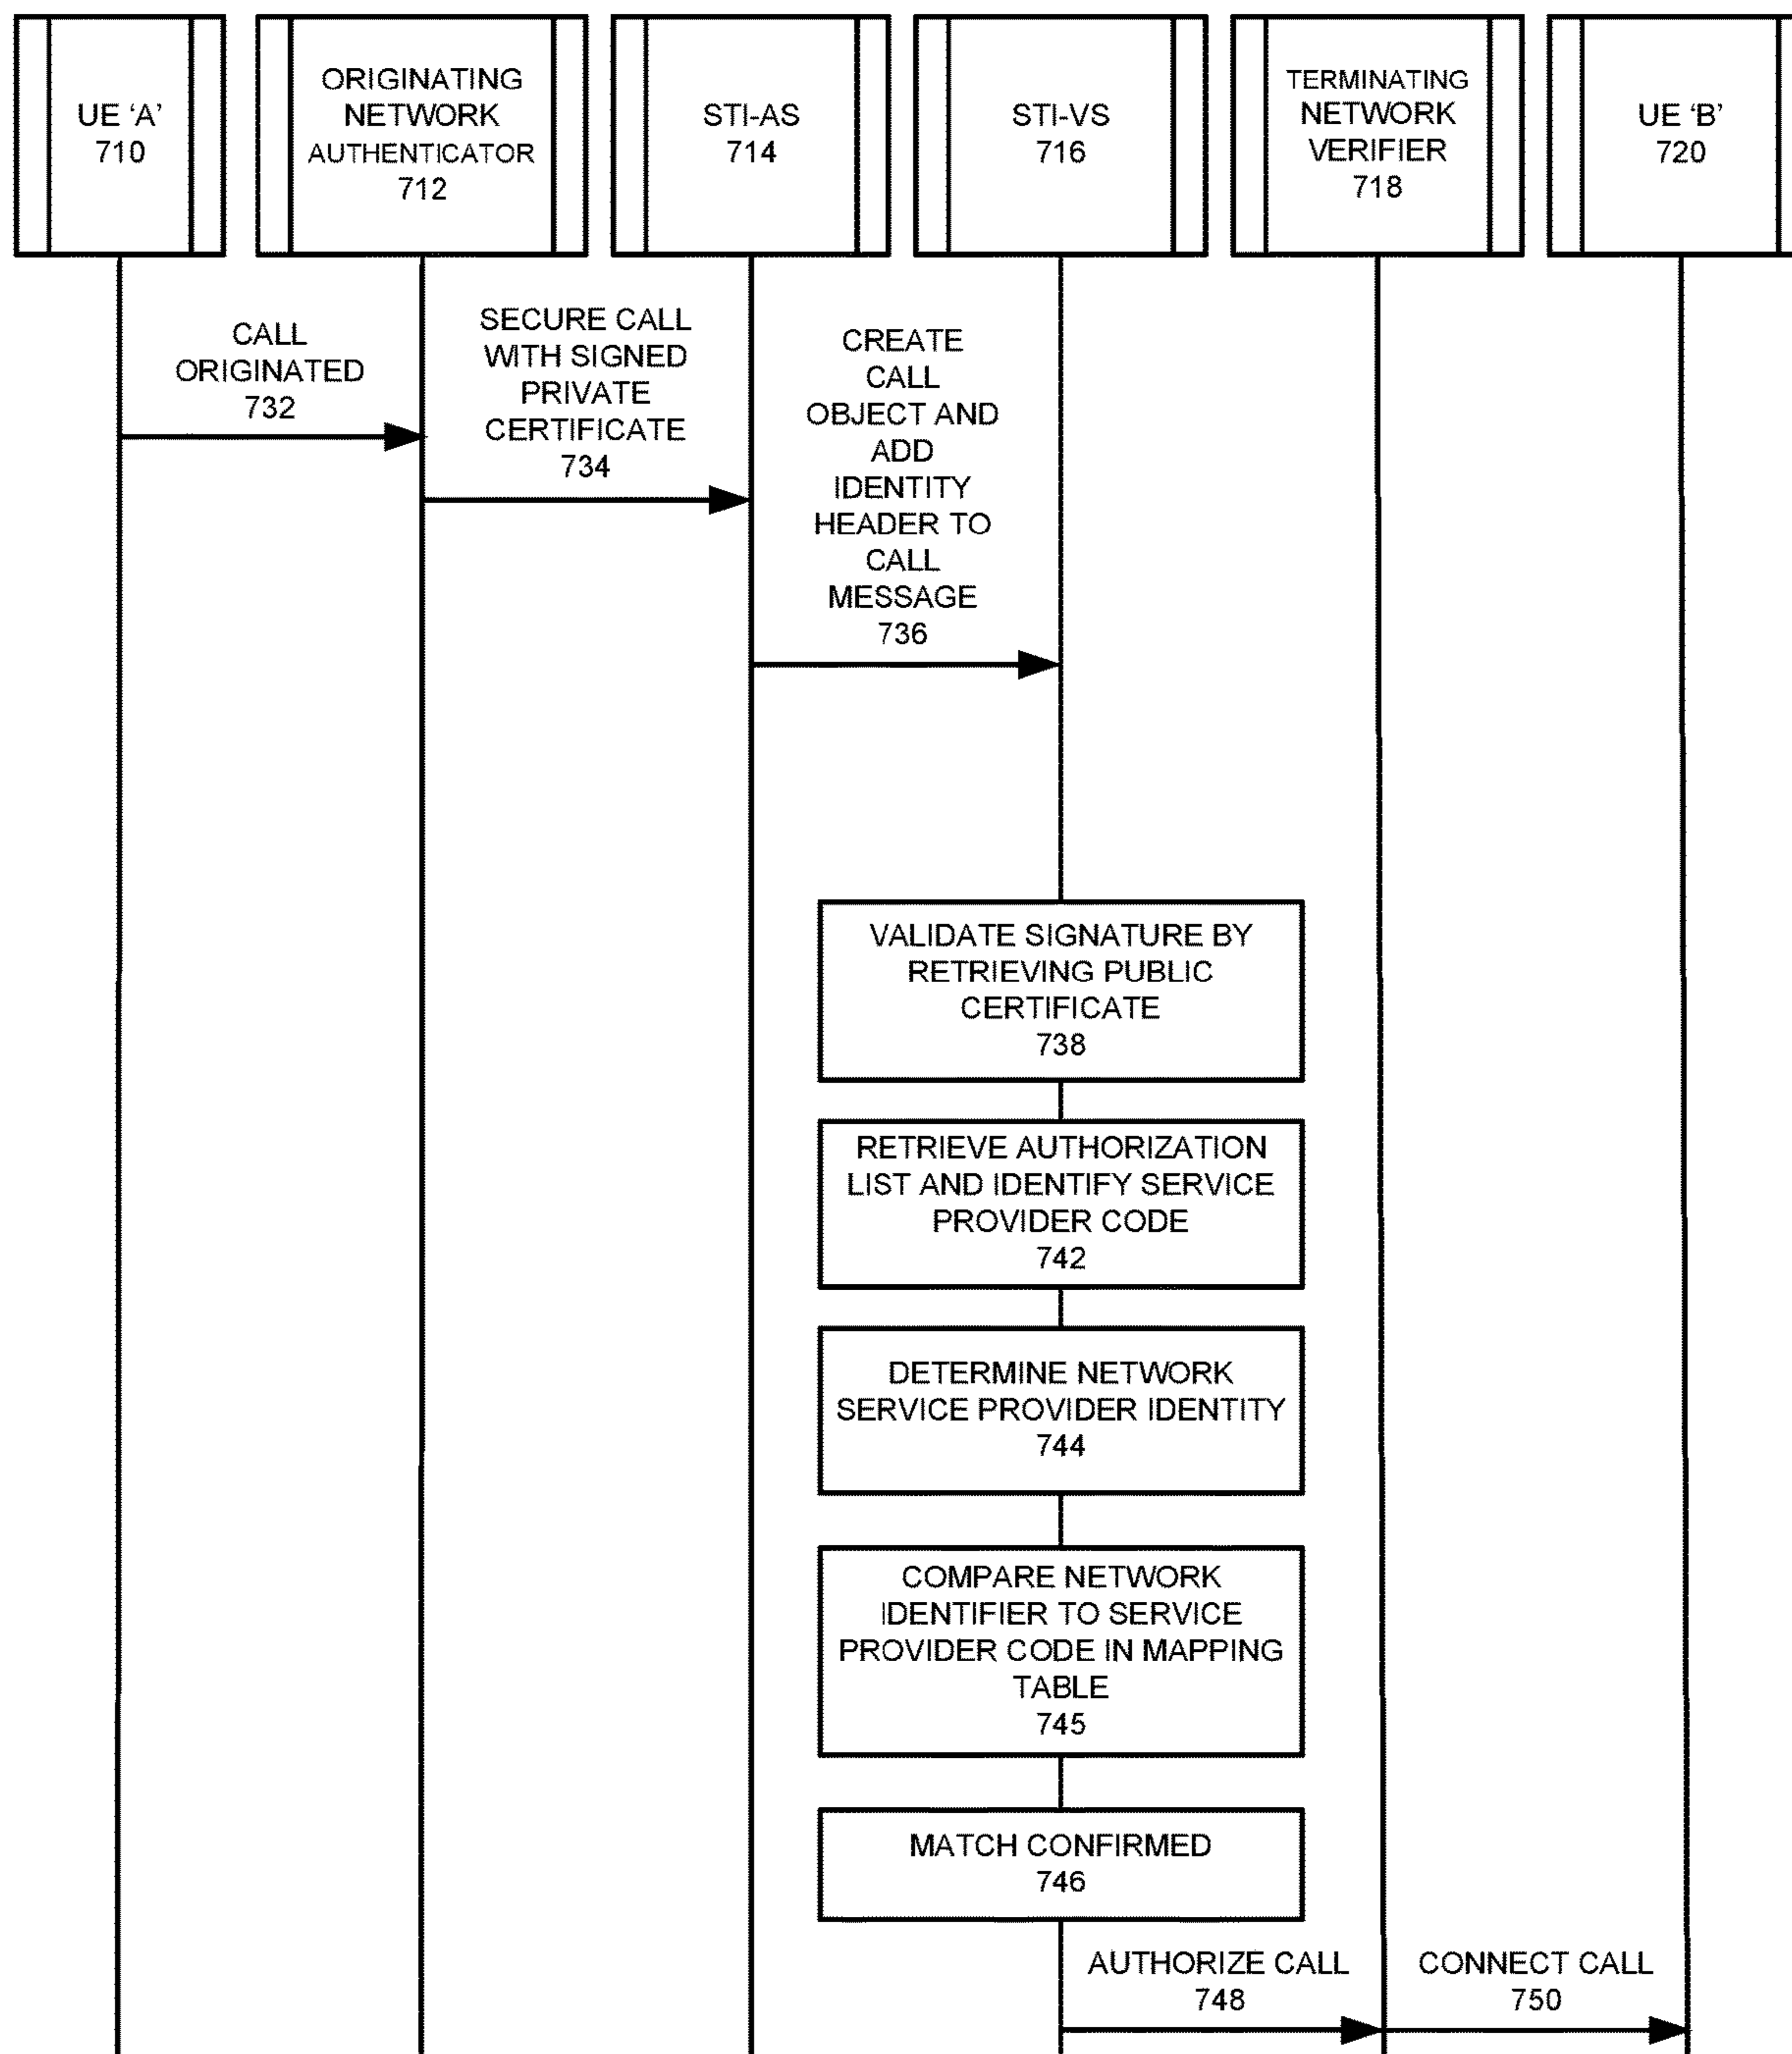 UE 'A'
710
ORIGINATING
NETWORK
AUTHENTICATOR
712
STI-AS
714
STI-VS
716
TERMINATING
NETWORK
VERIFIER
718
UE 'B'
720
CALL
ORIGINATED
732
SECURE CALL
WITH SIGNED
PRIVATE
CERTIFICATE
734
CREATE
CALL
OBJECT AND
ADD
IDENTITY
HEADER TO
CALL
MESSAGE
736
VALIDATE SIGNATURE BY
RETRIEVING PUBLIC
CERTIFICATE
738
RETRIEVE AUTHORIZATION
LIST AND IDENTIFY SERVICE
PROVIDER CODE
742
DETERMINE NETWORK
SERVICE PROVIDER IDENTITY
744
COMPARE NETWORK
IDENTIFIER TO SERVICE
PROVIDER CODE IN MAPPING
TABLE
745
MATCH CONFIRMED
746
AUTHORIZE CALL
748
CONNECT CALL
750